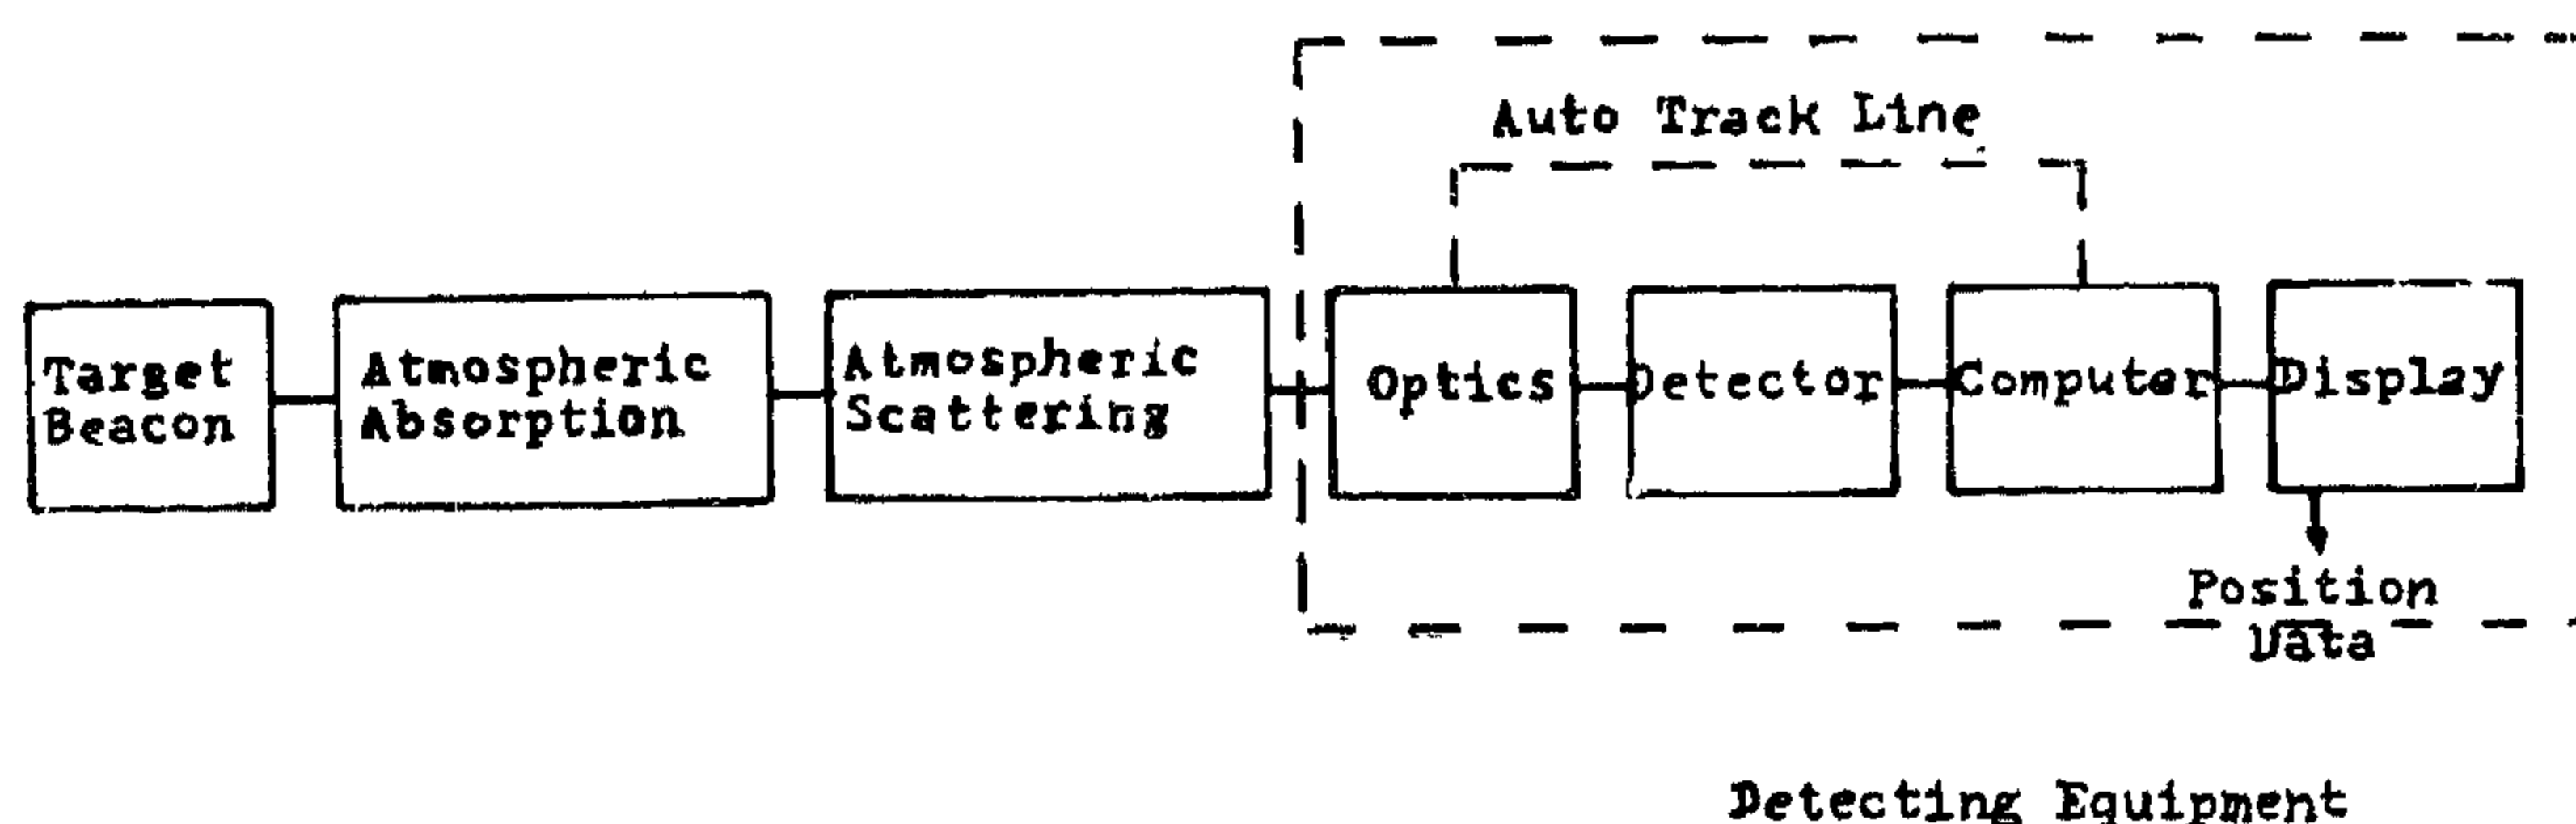 Auto Track Line
Target
Beacon
Atmospheric
Absorption
Atmospheric
Scattering
Optics
Detector
Computer
Display
Position
Data
Detecting Equipment